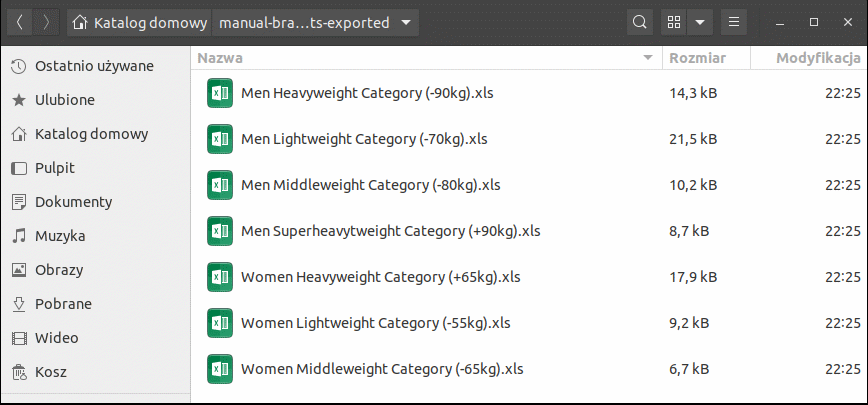 Katalog domowy manual-bra…ts-exported
Nazwa Rozmiar Modyfikacja
Ostatnio używane
Ulubione
Katalog domowy
Pulpit
Dokumenty
Muzyka
Obrazy
Pobrane
Wideo
Kosz
Men Heavyweight Category (-90kg).xls 14,3 kB 22:25
Men Lightweight Category (-70kg).xls 21,5 kB 22:25
Men Middleweight Category (-80kg).xls 10,2 kB 22:25
Men Superheavytweight Category (+90kg).xls 8,7 kB 22:25
Women Heavyweight Category (+65kg).xls 17,9 kB 22:25
Women Lightweight Category (-55kg).xls 9,2 kB 22:25
Women Middleweight Category (-65kg).xls 6,7 kB 22:25